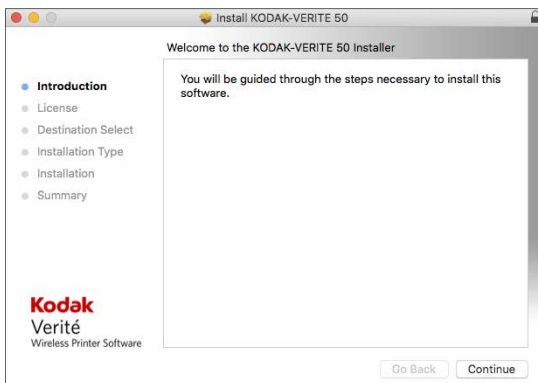 Install KODAK-VERITE 50
Welcome to the KODAK-VERITE 50 Installer
Introduction
License
Destination Select
Installation Type
Installation
Summary
You will be guided through the steps necessary to install this
software.
Kodak
Verité
Wireless Printer Software
Go Back
Continue